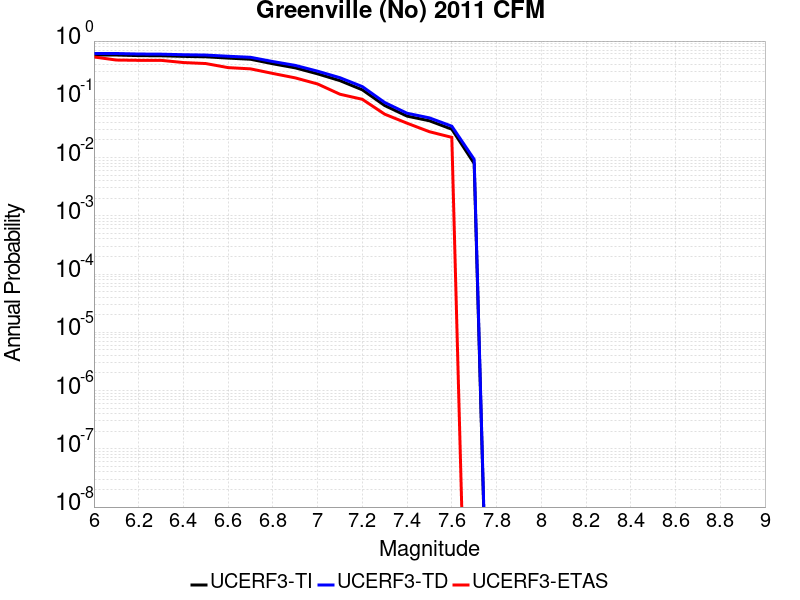 Greenville (No) 2011 CFM
10^0
10^-1
10^-2
10^-3
10^-4
10^-5
10^-6
10^-7
10^-8
Annual Probability
6 6.2 6.4 6.6 6.8 7 7.2 7.4 7.6 7.8 8 8.2 8.4 8.6 8.8 9
Magnitude
UCERF3-TI UCERF3-TD UCERF3-ETAS